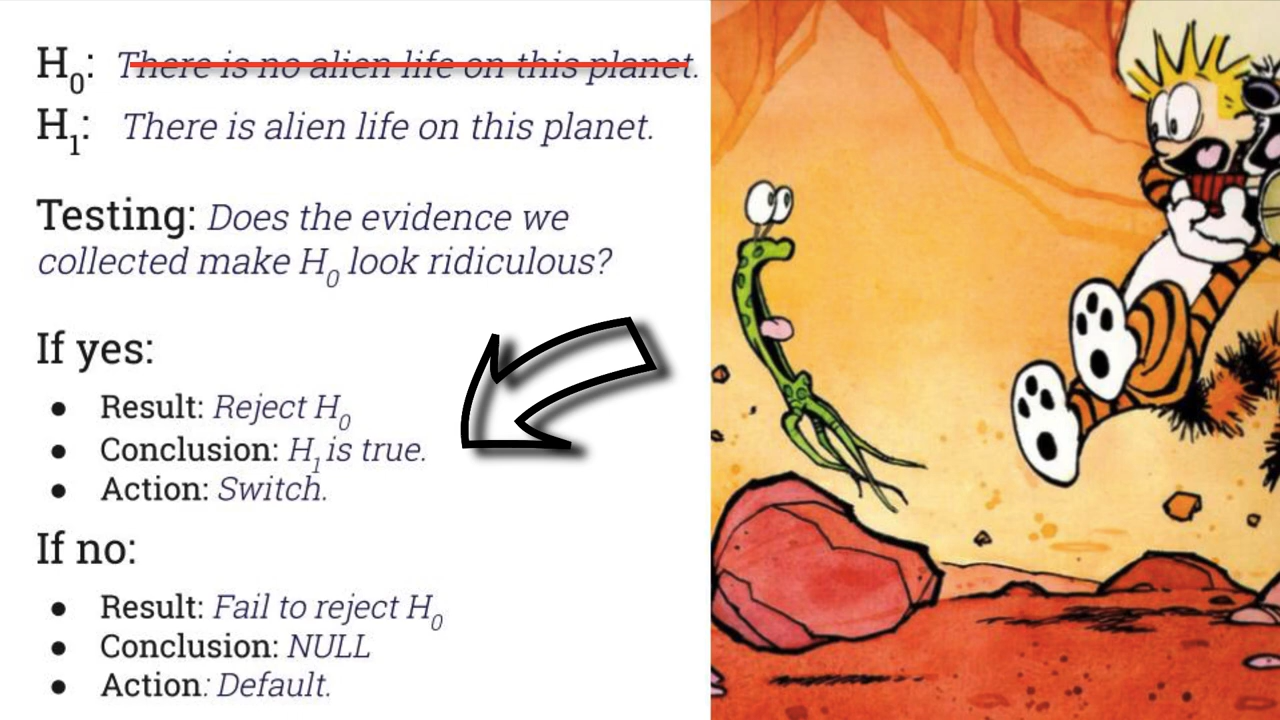 H₀: There is no alien life on this planet.
H₁: There is alien life on this planet.
Testing: Does the evidence we
collected make H₀ look ridiculous?
If yes:
● Result: Reject H₀
● Conclusion: H₁ is true.
● Action: Switch.
If no:
● Result: Fail to reject H₀
● Conclusion: NULL
● Action: Default.